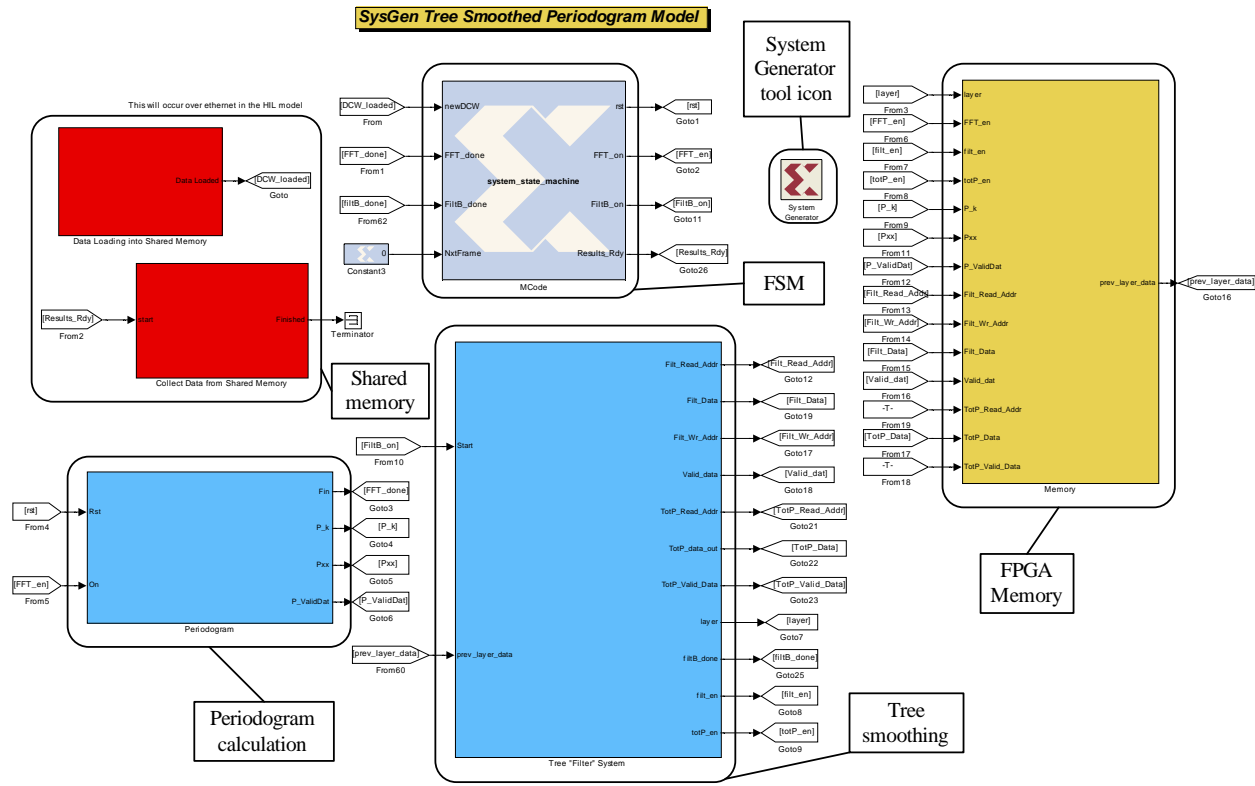 SysGen Tree Smoothed Periodogram Model
This will occur over ethernet in the HIL model
Data Loaded
[DCW_loaded]
Goto
Data Loading into Shared Memory
[Results_Rdy]
From2
start
Finished
Terminator
Collect Data from Shared Memory
Shared
memory
[DCW_loaded]
From
[FFT_done]
From1
[filtB_done]
From62
0
Constant3
newDCW
FFT_done
FiltB_done
NxtFrame
system_state_machine
rst
FFT_on
FiltB_on
Results_Rdy
MCode
[rst]
Goto1
[FFT_en]
Goto2
[FiltB_on]
Goto11
[Results_Rdy]
Goto26
FSM
System
Generator
tool icon
System
Generator
[layer]
From3
[FFT_en]
From6
[filt_en]
From7
[totP_en]
From8
[P_k]
From9
[Pxx]
From11
[P_ValidDat]
From12
[Filt_Read_Addr]
From13
[Filt_Wr_Addr]
From14
[Filt_Data]
From15
[Valid_dat]
From16
-T-
From19
[TotP_Data]
From17
-T-
From18
layer
FFT_en
filt_en
totP_en
P_k
Pxx
P_ValidDat
Filt_Read_Addr
Filt_Wr_Addr
Filt_Data
Valid_dat
TotP_Read_Addr
TotP_Data
TotP_Valid_Data
prev_layer_data
Memory
[prev_layer_data]
Goto16
FPGA
Memory
[rst]
From4
[FFT_en]
From5
Rst
On
Fin
P_k
Pxx
P_ValidDat
Periodogram
[FFT_done]
Goto3
[P_k]
Goto4
[Pxx]
Goto5
[P_ValidDat]
Goto6
Periodogram
calculation
[FiltB_on]
From10
[prev_layer_data]
From60
Start
prev_layer_data
Filt_Read_Addr
Filt_Data
Filt_Wr_Addr
Valid_data
TotP_Read_Addr
TotP_data_out
TotP_Valid_Data
layer
filtB_done
filt_en
totP_en
Tree "Filter" System
[Filt_Read_Addr]
Goto12
[Filt_Data]
Goto19
[Filt_Wr_Addr]
Goto17
[Valid_dat]
Goto18
[TotP_Read_Addr]
Goto21
[TotP_Data]
Goto22
[TotP_Valid_Data]
Goto23
[layer]
Goto7
[filtB_done]
Goto25
[filt_en]
Goto8
[totP_en]
Goto9
Tree
smoothing